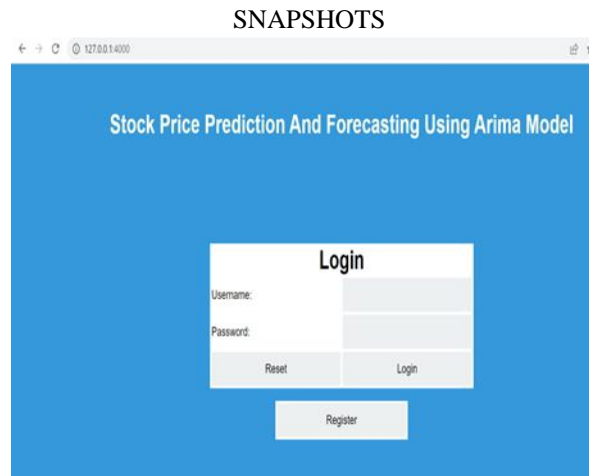 SNAPSHOTS
127.0.0.1:4000
Stock Price Prediction And Forecasting Using Arima Model
Login
Username:
Password:
Reset Login
Register